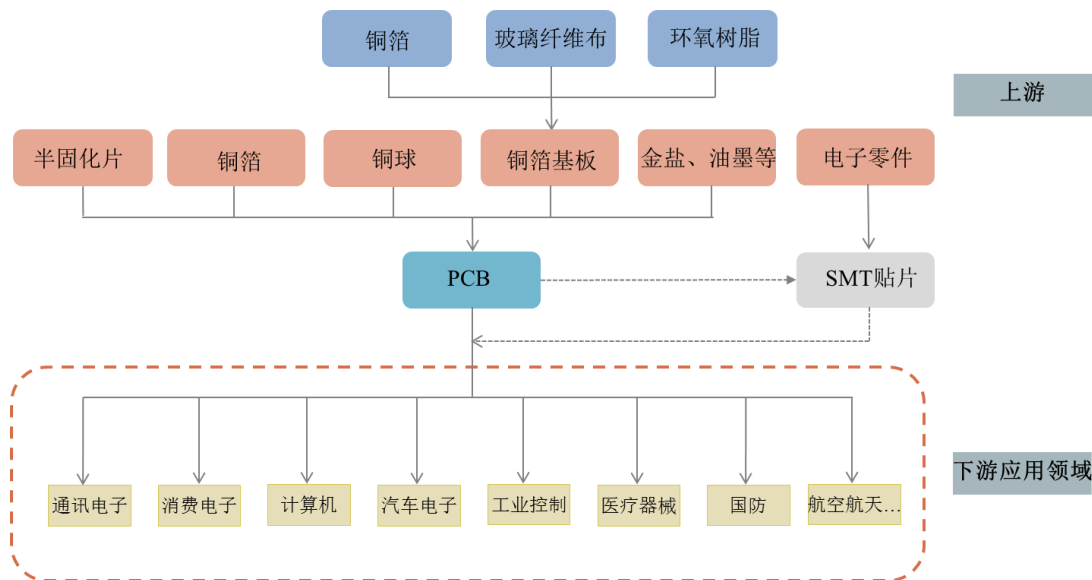 铜箔
玻璃纤维布
环氧树脂
上游
半固化片
铜箔
铜球
铜箔基板
金盐、油墨等
电子零件
PCB
SMT贴片
下游应用领域
通讯电子
消费电子
计算机
汽车电子
工业控制
医疗器械
国防
航空航天...